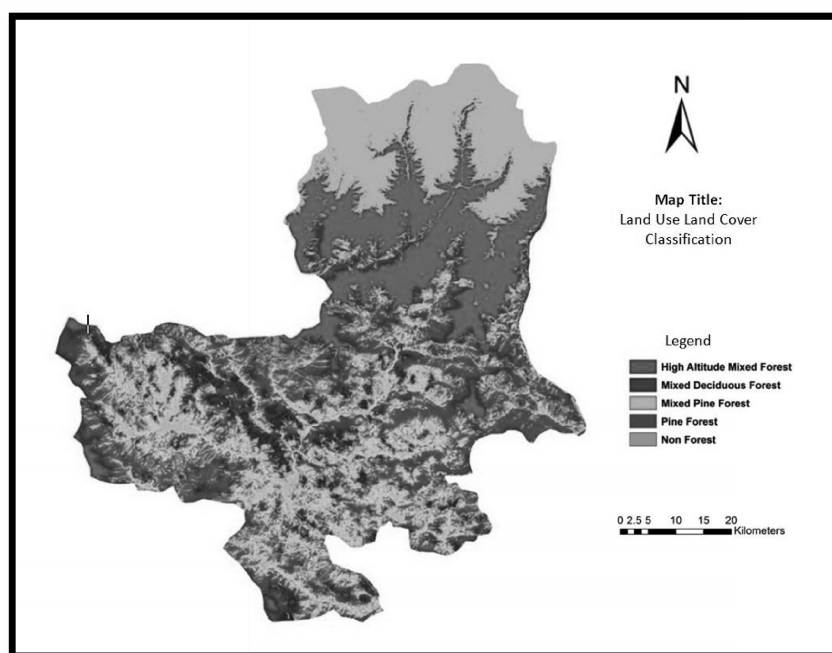 N
Map Title:
Land Use Land Cover
Classification
Legend
High Altitude Mixed Forest
Mixed Deciduous Forest
Mixed Pine Forest
Pine Forest
Non Forest
0 2.5 5 10 15 20
Kilometers